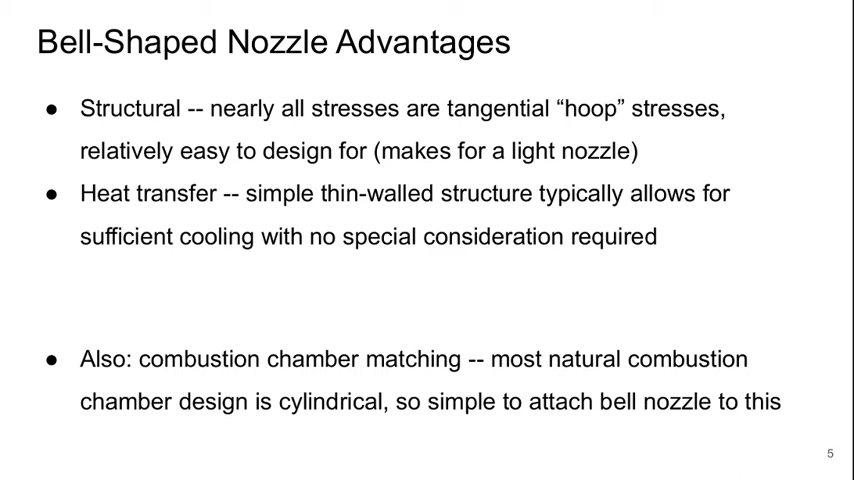 Bell-Shaped Nozzle Advantages
● Structural -- nearly all stresses are tangential “hoop” stresses,
relatively easy to design for (makes for a light nozzle)
● Heat transfer -- simple thin-walled structure typically allows for
sufficient cooling with no special consideration required
● Also: combustion chamber matching -- most natural combustion
chamber design is cylindrical, so simple to attach bell nozzle to this
5